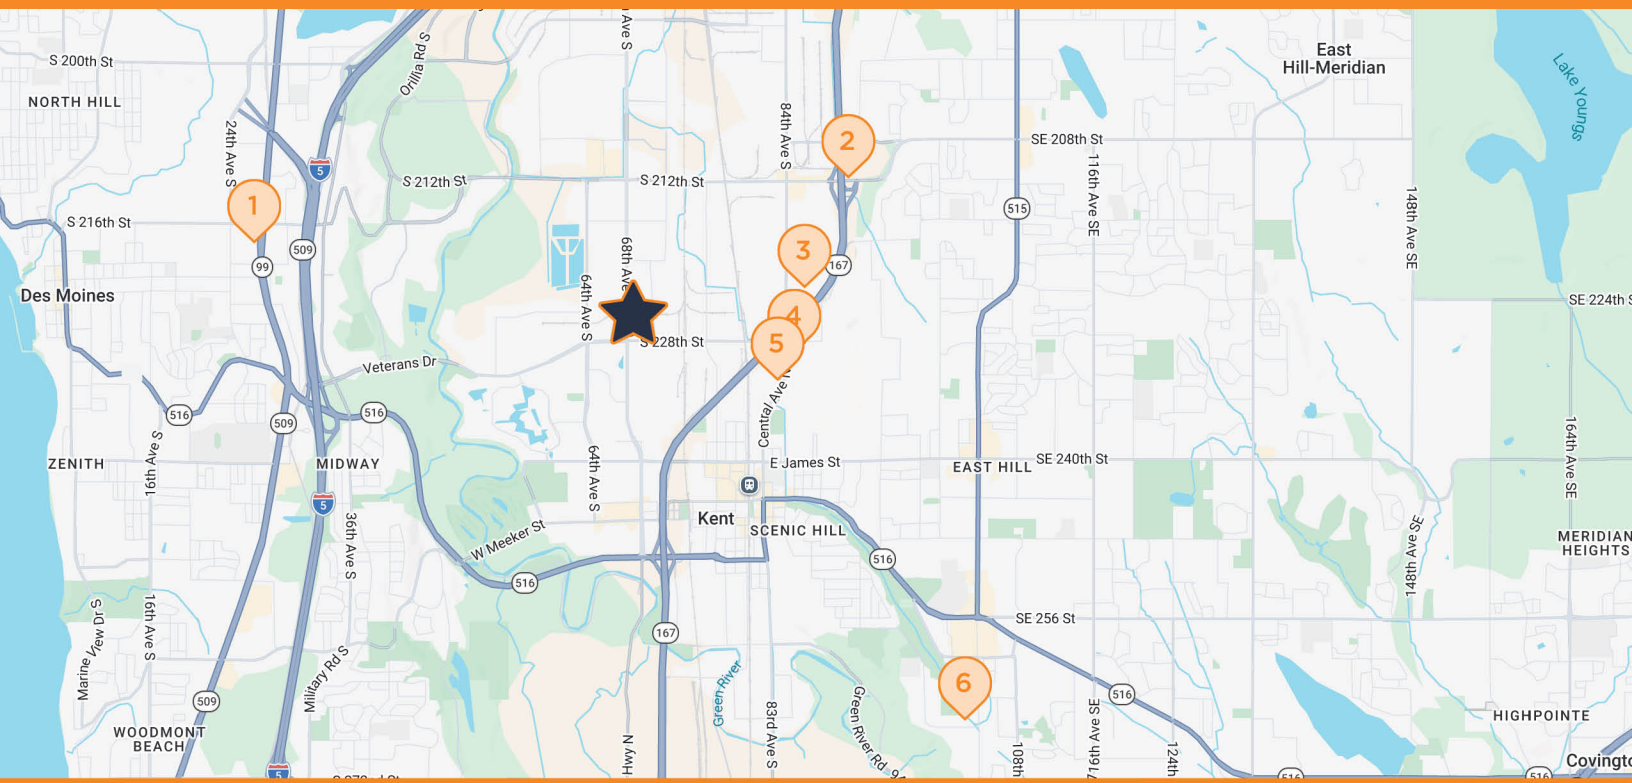 Ave S
East
Hill-Meridian
S 200th St
Orillia Rd S
Lake Youngs
NORTH HILL
24th Ave S
84th Ave S
2
SE 208th St
116th Ave SE
5
S 212th St
S 212th St
1
S 216th St
515
148th Ave SE
509
3
68th Ave
99
167
64th Ave S
Des Moines
SE 224th S
4
S 228th St
5
Veterans Dr
Central Ave N
516
516
509
164th Ave SE
16th Ave S
64th Ave S
ZENITH
MIDWAY
E James St
EAST HILL
SE 240th St
5
36th Ave S
W Meeker St
Kent
SCENIC HILL
148th Ave SE
MERIDIAN
HEIGHTS
516
516
16th Ave S
Marine View Dr S
SE 256 St
167
Military Rd S
Green River
6
509
83rd Ave S
Green River Rd
516
116th Ave SE
HIGHPOINTE
WOODMONT
BEACH
Hwy N
108th
124th
Covingto
5
516
516